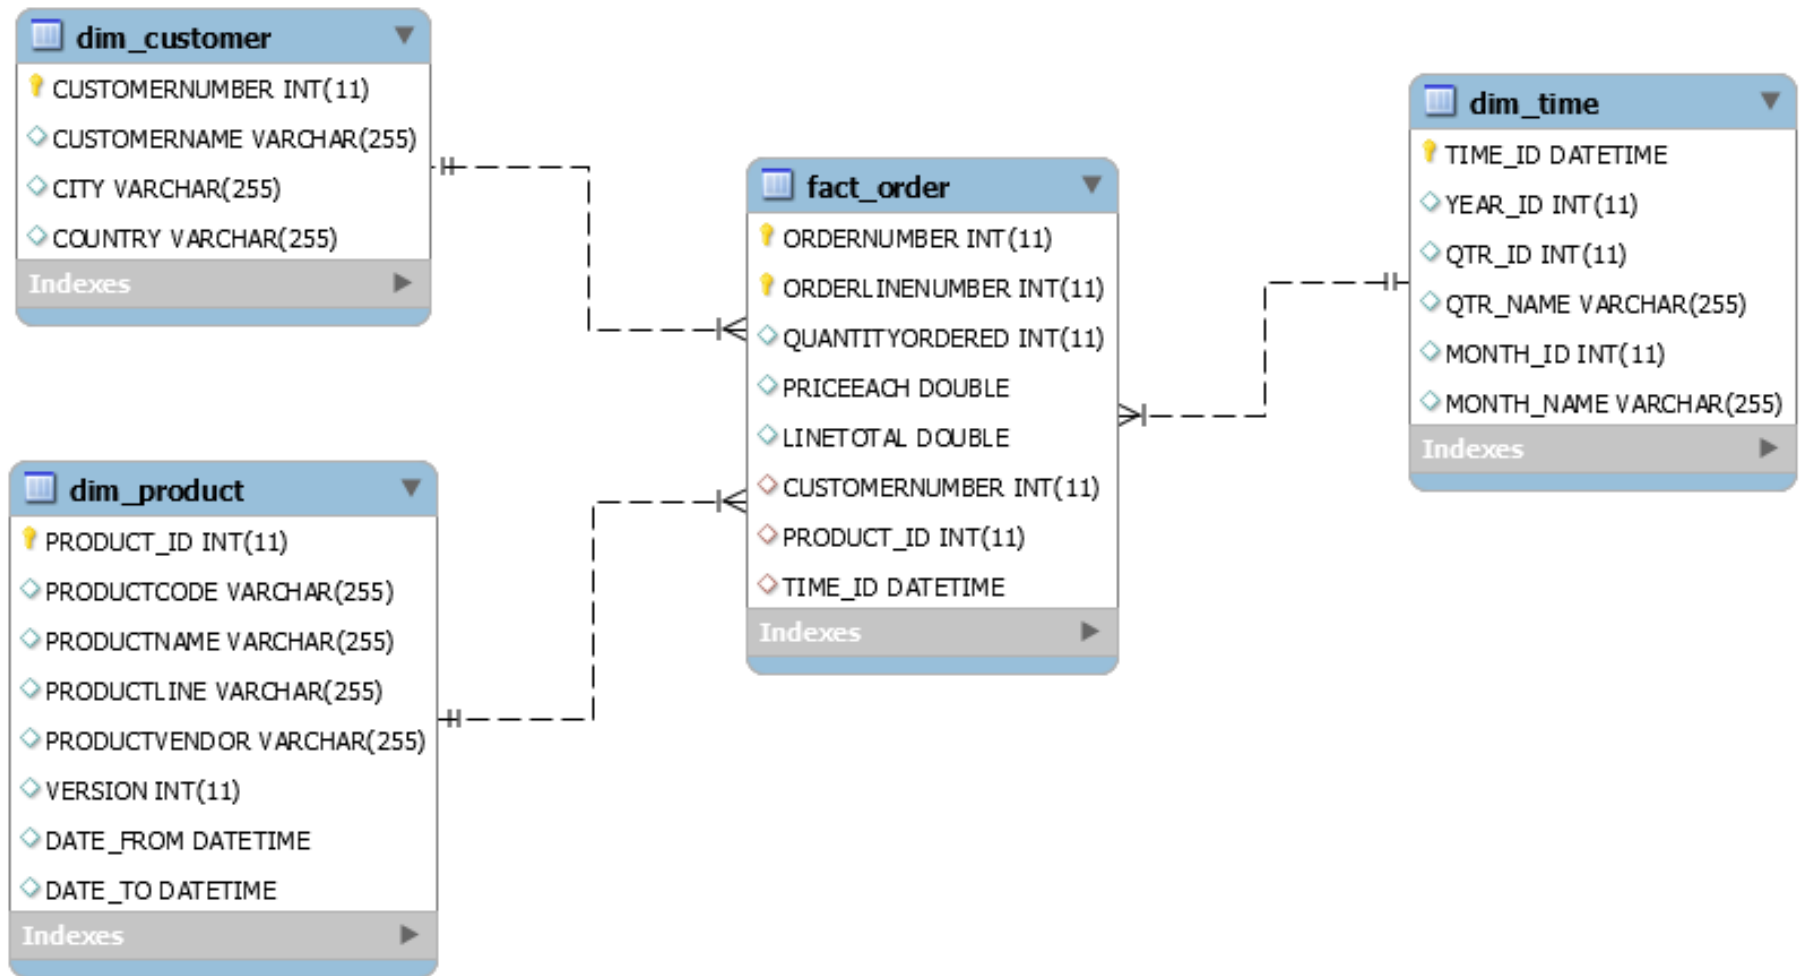 dim_customer
CUSTOMERNUMBER INT(11)
CUSTOMERNAME VARCHAR(255)
CITY VARCHAR(255)
COUNTRY VARCHAR(255)
Indexes
dim_product
PRODUCT_ID INT(11)
PRODUCTCODE VARCHAR(255)
PRODUCTNAME VARCHAR(255)
PRODUCTLINE VARCHAR(255)
PRODUCTVENDOR VARCHAR(255)
VERSION INT(11)
DATE_FROM DATETIME
DATE_TO DATETIME
Indexes
fact_order
ORDERNUMBER INT(11)
ORDERLINENUMBER INT(11)
QUANTITYORDERED INT(11)
PRICEEACH DOUBLE
LINETOTAL DOUBLE
CUSTOMERNUMBER INT(11)
PRODUCT_ID INT(11)
TIME_ID DATETIME
Indexes
dim_time
TIME_ID DATETIME
YEAR_ID INT(11)
QTR_ID INT(11)
QTR_NAME VARCHAR(255)
MONTH_ID INT(11)
MONTH_NAME VARCHAR(255)
Indexes